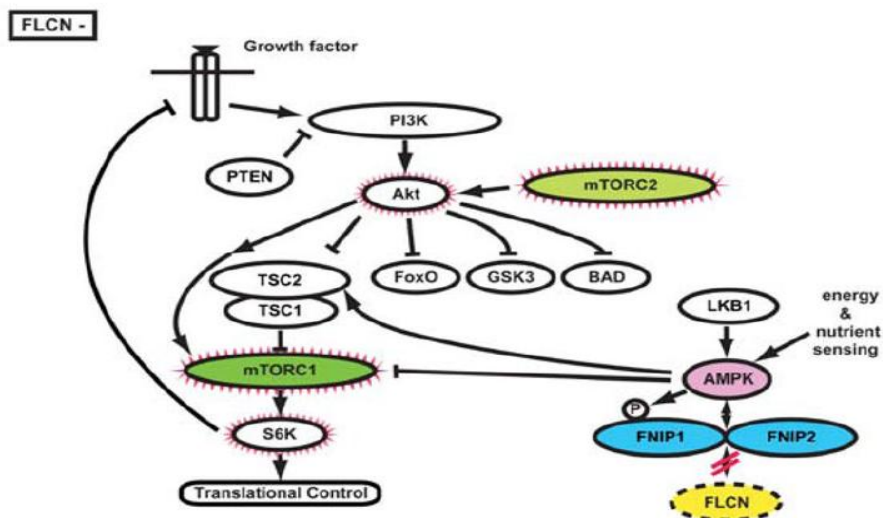 FLCN -
Growth factor
PI3K
PTEN
Akt
mTORC2
TSC2
FoxO
GSK3
BAD
TSC1
LKB1
energy
&
nutrient
sensing
mTORC1
AMPK
P
S6K
FNIP1
FNIP2
Translational Control
FLCN